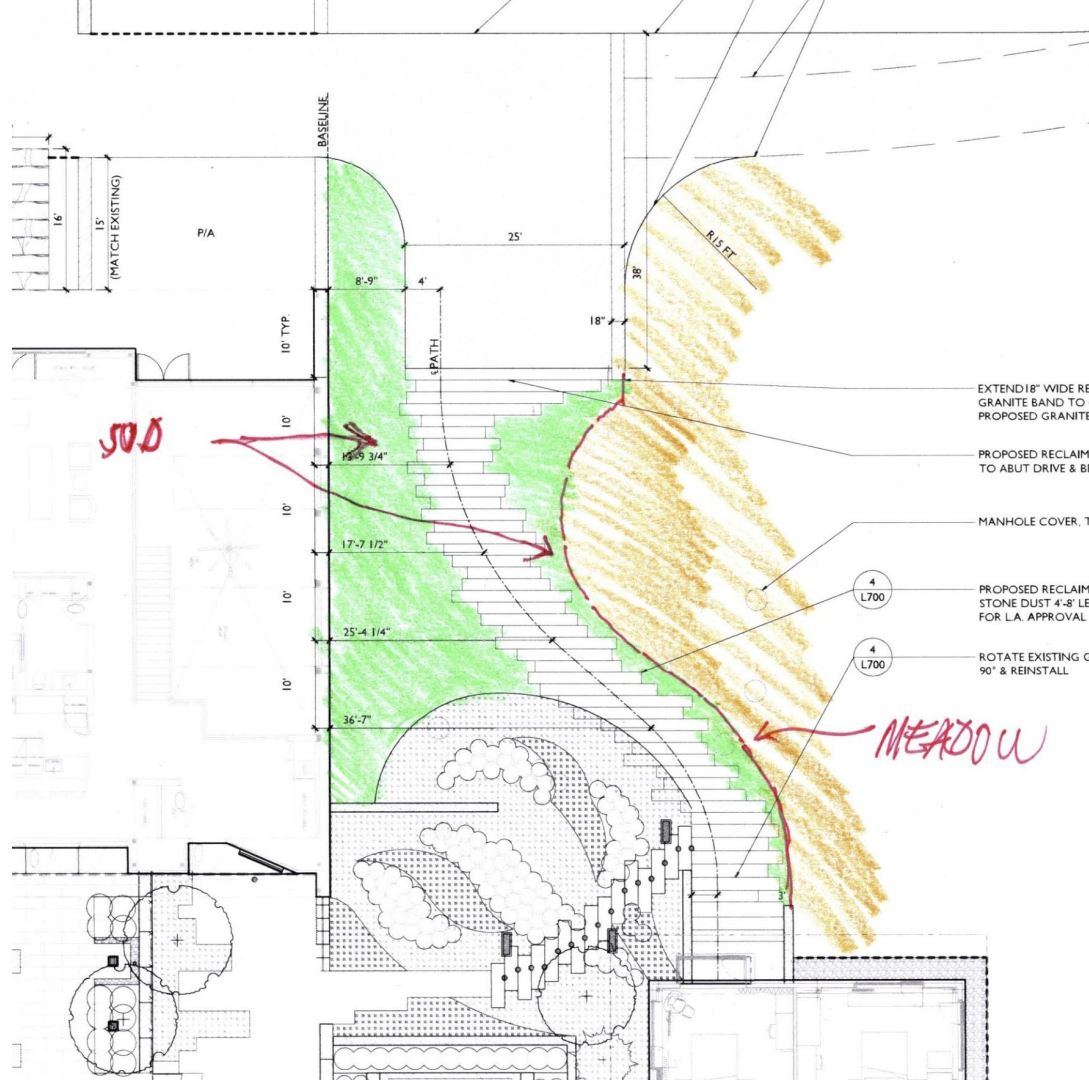 BASELINE
16'
15'
(MATCH EXISTING)
P/A
25'
R15 FT
38'
8'-9"
4'
18"
10' TYP.
℄PATH
EXTEND 18" WIDE RE
GRANITE BAND TO
PROPOSED GRANITE
10'
SOD
13'-9 3/4"
PROPOSED RECLAIM
TO ABUT DRIVE & B
10'
MANHOLE COVER, T
17'-7 1/2"
4
L700
PROPOSED RECLAIM
STONE DUST 4'-8' LE
FOR L.A. APPROVAL
10'
25'-4 1/4"
4
L700
ROTATE EXISTING G
90° & REINSTALL
10'
36'-7"
MEADOW
3'